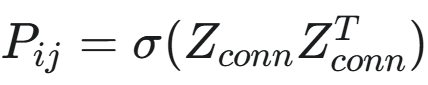 P_{ij} = σ(Z_{conn} Z_{conn}^T)